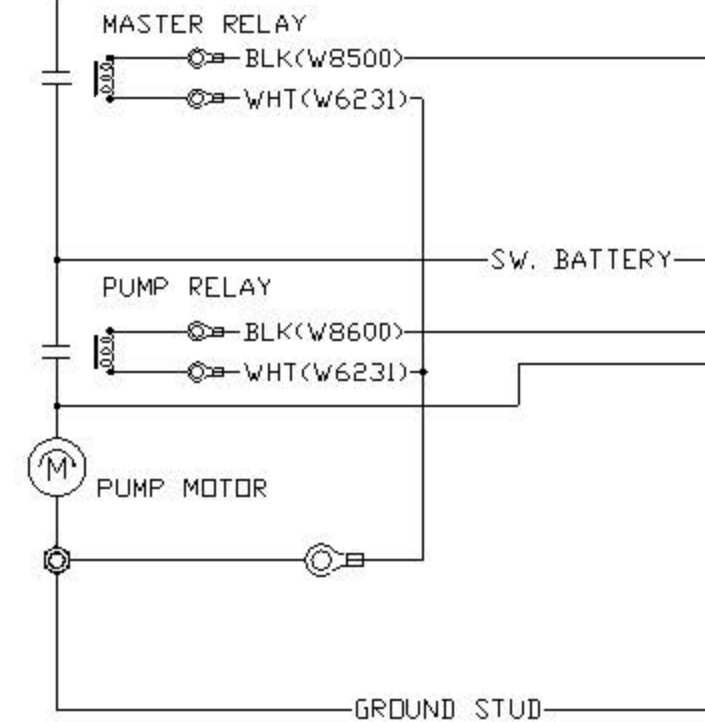 MASTER RELAY
BLK(W8500)
WHT(W6231)
SW. BATTERY
PUMP RELAY
BLK(W8600)
WHT(W6231)
M
PUMP MOTOR
GROUND STUD